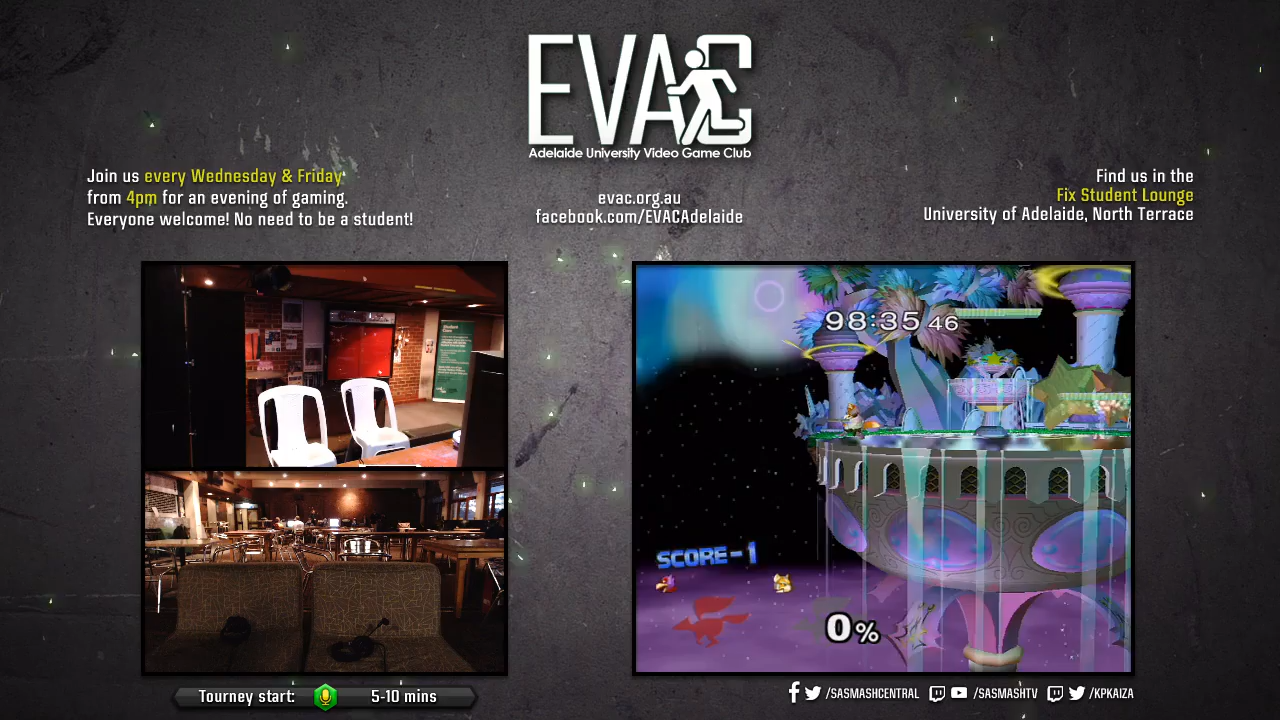 EVAC
Adelaide University Video Game Club
Join us every Wednesday & Friday
from 4pm for an evening of gaming.
Everyone welcome! No need to be a student!
evac.org.au
facebook.com/EVACAdelaide
Find us in the
Fix Student Lounge
University of Adelaide, North Terrace
Student
Care
98:35 46
SCORE-1
0%
Tourney start: 5-10 mins
/SASMASHCENTRAL /SASMASHTV /KPKAIZA